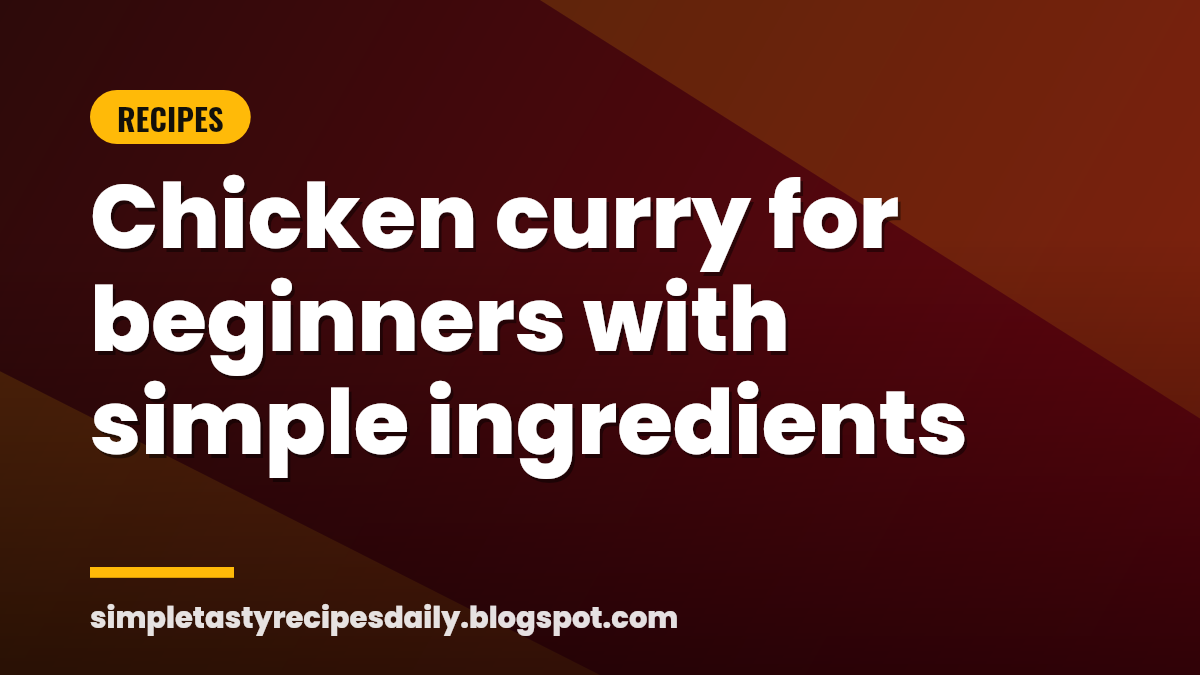 RECIPES
Chicken curry for
beginners with
simple ingredients
simpletastyrecipesdaily.blogspot.com